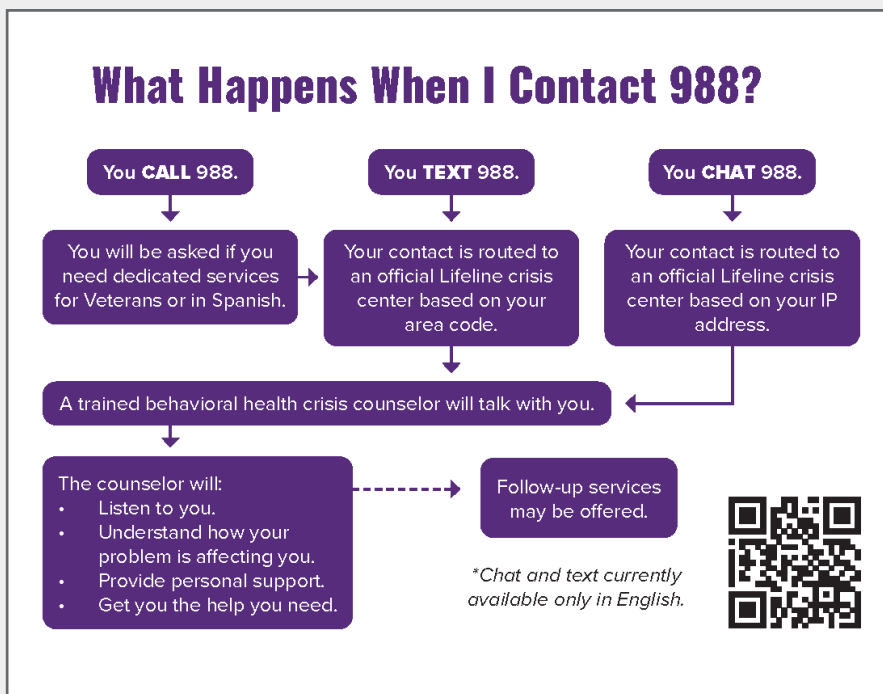 What Happens When I Contact 988?
You CALL 988.
You TEXT 988.
You CHAT 988.
You will be asked if you
need dedicated services
for Veterans or in Spanish.
Your contact is routed to
an official Lifeline crisis
center based on your
area code.
Your contact is routed to
an official Lifeline crisis
center based on your IP
address.
A trained behavioral health crisis counselor will talk with you.
The counselor will:
• Listen to you.
• Understand how your
problem is affecting you.
• Provide personal support.
• Get you the help you need.
Follow-up services
may be offered.
*Chat and text currently
available only in English.